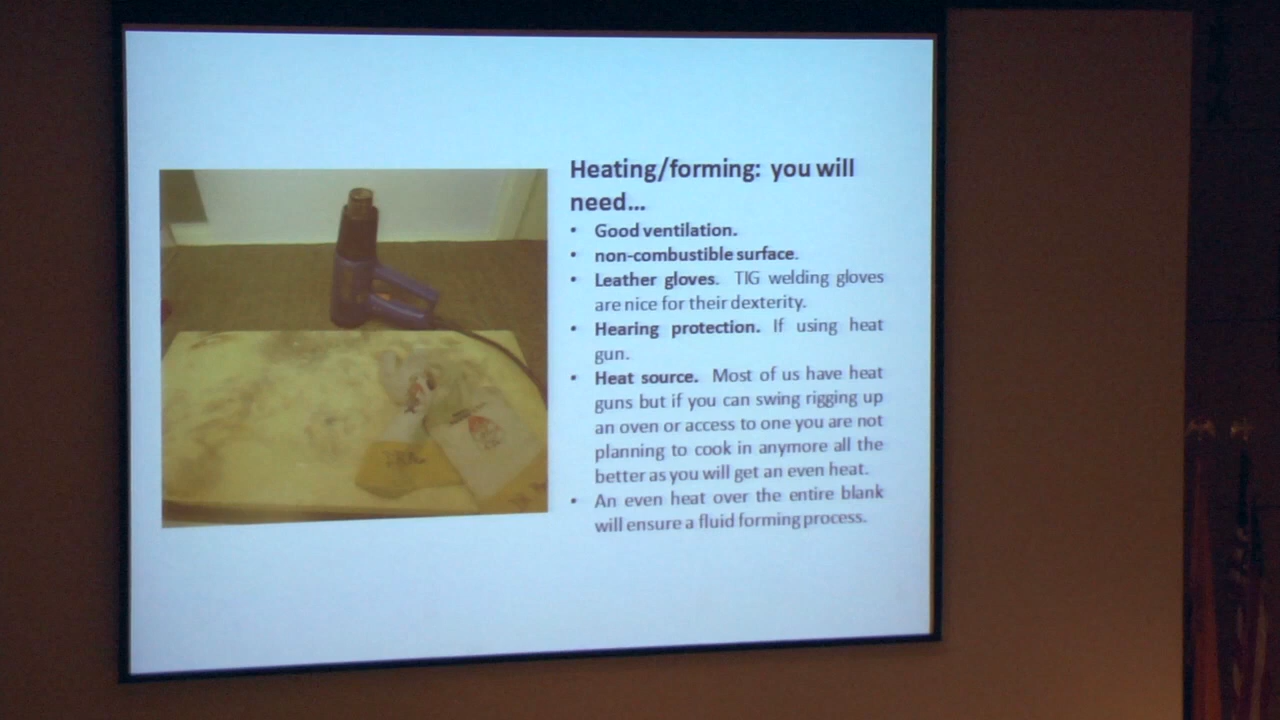 Heating/forming: you will
need...
• Good ventilation.
• non-combustible surface.
• Leather gloves. TIG welding gloves
are nice for their dexterity.
• Hearing protection. If using heat
gun.
• Heat source. Most of us have heat
guns but if you can swing rigging up
an oven or access to one you are not
planning to cook in anymore all the
better as you will get an even heat.
• An even heat over the entire blank
will ensure a fluid forming process.